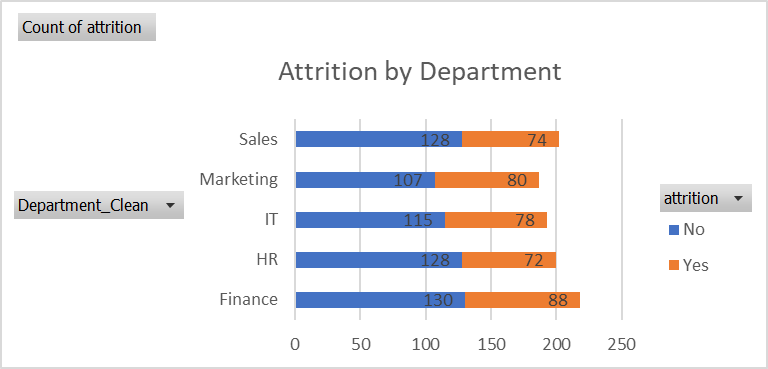 Count of attrition
Attrition by Department
Sales 128 74
Marketing 107 80
Department_Clean
IT 115 78
HR 128 72
Finance 130 88
0 50 100 150 200 250
attrition
No
Yes